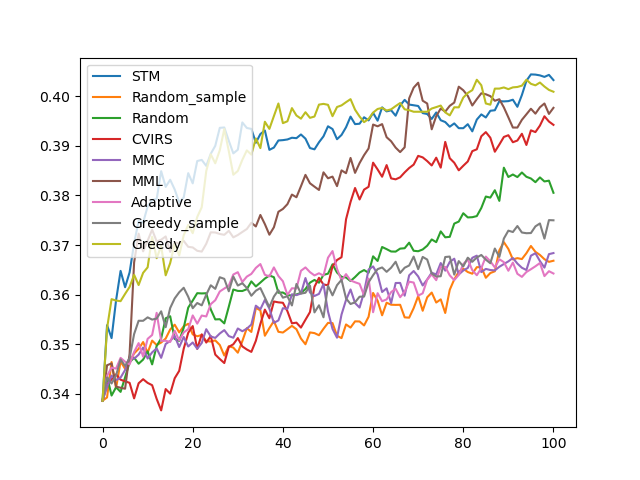 STM
Random_sample
Random
CVIRS
MMC
MML
Adaptive
Greedy_sample
Greedy
0.40
0.39
0.38
0.37
0.36
0.35
0.34
0 20 40 60 80 100